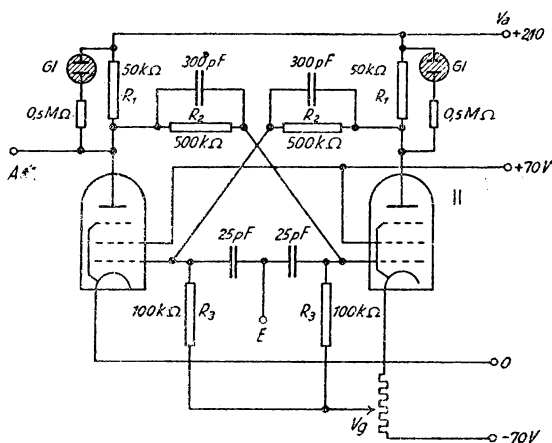 Va
+210
300pF
300pF
Gl
50kΩ
50kΩ
Gl
R1
R2
R2
R1
0,5MΩ
500kΩ
500kΩ
0,5MΩ
A
+70V
II
25pF
25pF
100kΩ
R3
R3
100kΩ
E
0
Vg
-70V